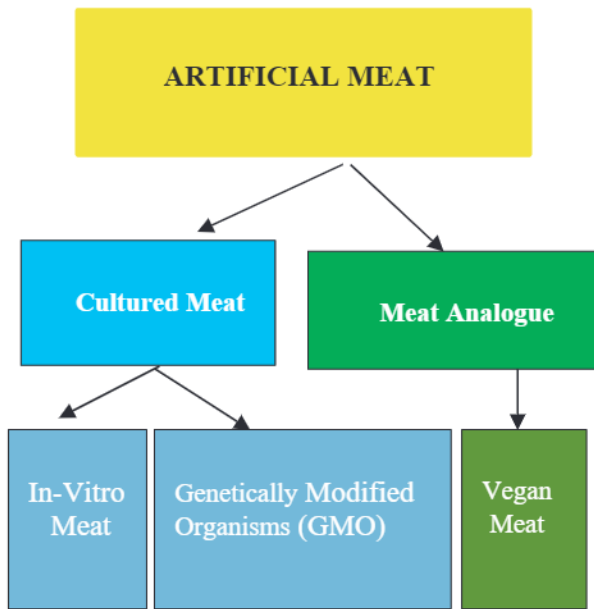 ARTIFICIAL MEAT
Cultured Meat
Meat Analogue
In-Vitro
Meat
Genetically Modified
Organisms (GMO)
Vegan
Meat